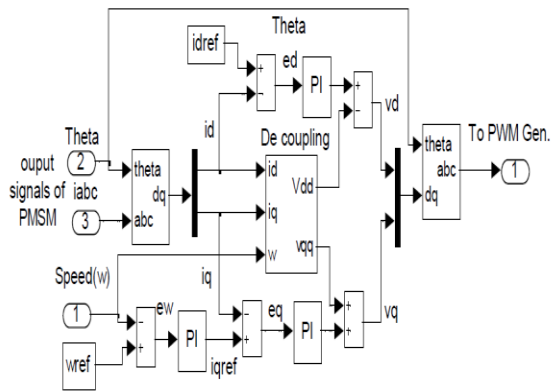 Theta
idref
+
−
ed
PI
+
−
vd
id
De coupling
To PWM Gen.
Theta
2
ouput
signals of
PMSM
iabc
3
theta
dq
abc
id
iq
w
Vdd
vqq
theta
abc
dq
1
Speed(w)
1
iq
−
+
ew
PI
iqref
−
+
eq
PI
+
+
vq
wref